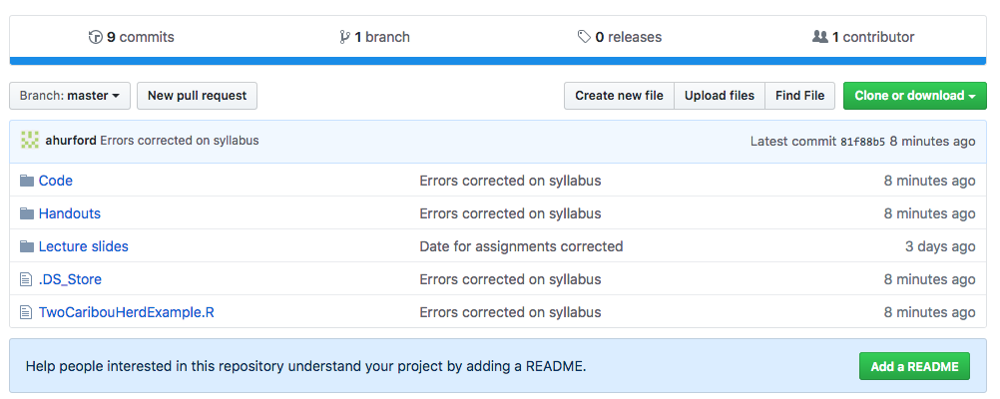 9 commits 1 branch 0 releases 1 contributor
Branch: master New pull request Create new file Upload files Find File Clone or download
ahurford Errors corrected on syllabus Latest commit 81f88b5 8 minutes ago
Code Errors corrected on syllabus 8 minutes ago
Handouts Errors corrected on syllabus 8 minutes ago
Lecture slides Date for assignments corrected 3 days ago
.DS_Store Errors corrected on syllabus 8 minutes ago
TwoCaribouHerdExample.R Errors corrected on syllabus 8 minutes ago
Help people interested in this repository understand your project by adding a README. Add a README